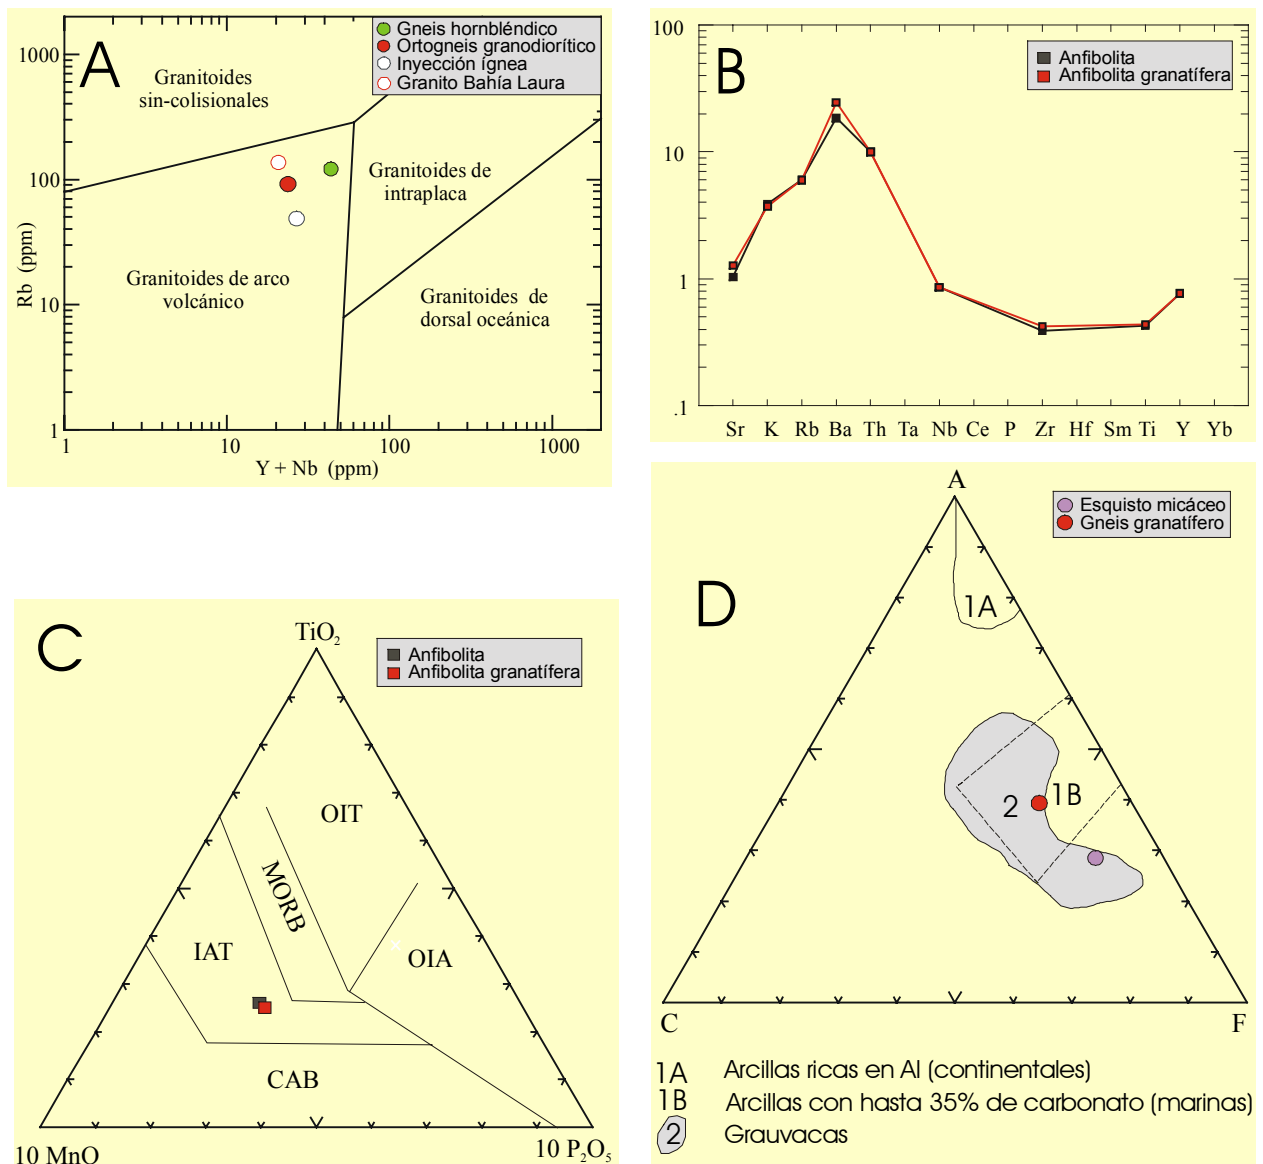 A
Gneis hornbléndico
Ortogneis granodiorítico
Inyección ígnea
Granito Bahía Laura
Granitoides
sin-colisionales
Granitoides de
intraplaca
Granitoides de arco
volcánico
Granitoides de
dorsal oceánica
Rb (ppm)
1000
100
10
1
1
10
100
1000
Y + Nb (ppm)
B
Anfibolita
Anfibolita granatífera
100
10
1
.1
Sr K Rb Ba Th Ta Nb Ce P Zr Hf Sm Ti Y Yb
C
TiO2
Anfibolita
Anfibolita granatífera
OIT
MORB
IAT
OIA
CAB
10 MnO
10 P2O5
D
A
Esquisto micáceo
Gneis granatífero
1A
1B
2
C
F
1A Arcillas ricas en Al (continentales)
1B Arcillas con hasta 35% de carbonato (marinas)
2 Grauvacas